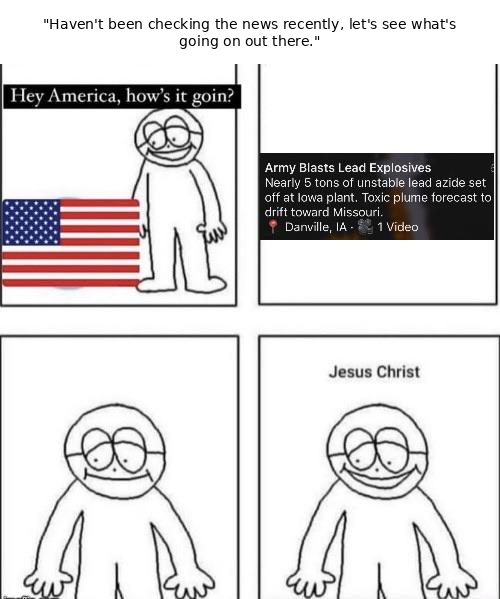 "Haven't been checking the news recently, let's see what's
going on out there."
Hey America, how's it goin?
Army Blasts Lead Explosives
Nearly 5 tons of unstable lead azide set
off at Iowa plant. Toxic plume forecast to
drift toward Missouri.
📍 Danville, IA · 🎥 1 Video
Jesus Christ